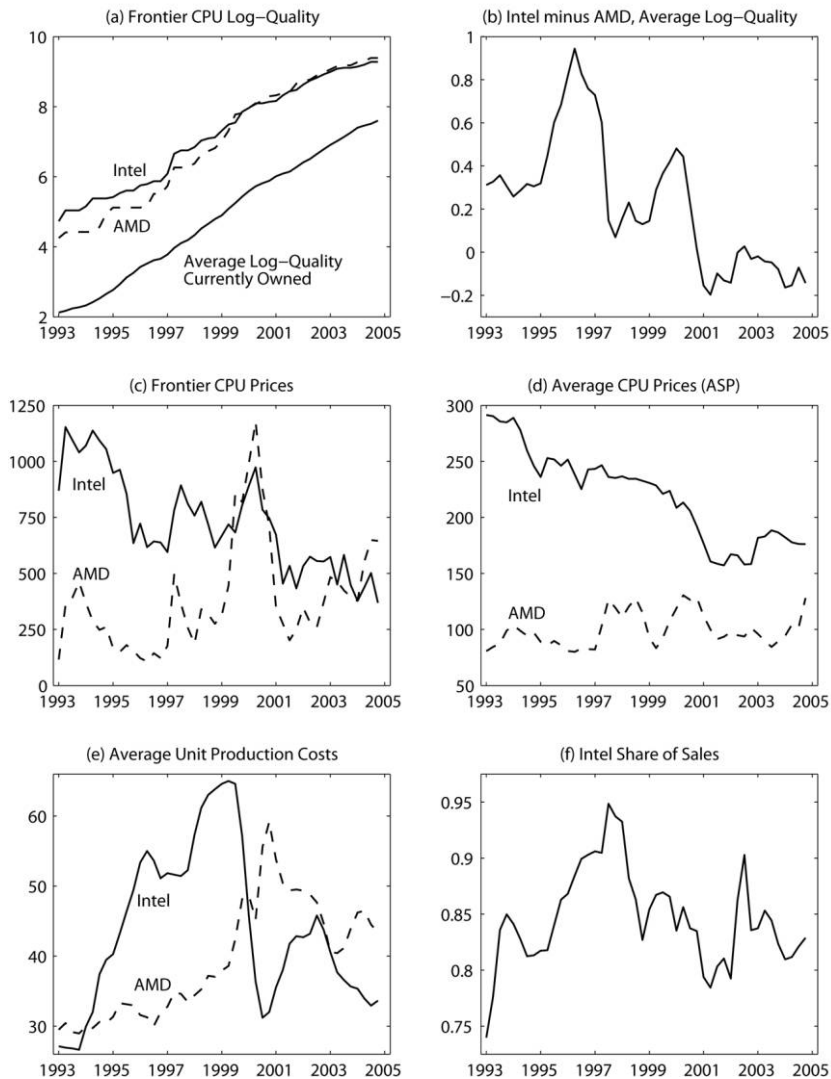 (a) Frontier CPU Log−Quality
10
8
6
4
2
Intel
AMD
Average Log−Quality
Currently Owned
1993 1995 1997 1999 2001 2003 2005
(b) Intel minus AMD, Average Log−Quality
1
0.8
0.6
0.4
0.2
0
−0.2
1993 1995 1997 1999 2001 2003 2005
(c) Frontier CPU Prices
1250
1000
750
500
250
0
Intel
AMD
1993 1995 1997 1999 2001 2003 2005
(d) Average CPU Prices (ASP)
300
250
200
150
100
50
Intel
AMD
1993 1995 1997 1999 2001 2003 2005
(e) Average Unit Production Costs
60
50
40
30
Intel
AMD
1993 1995 1997 1999 2001 2003 2005
(f) Intel Share of Sales
0.95
0.9
0.85
0.8
0.75
1993 1995 1997 1999 2001 2003 2005